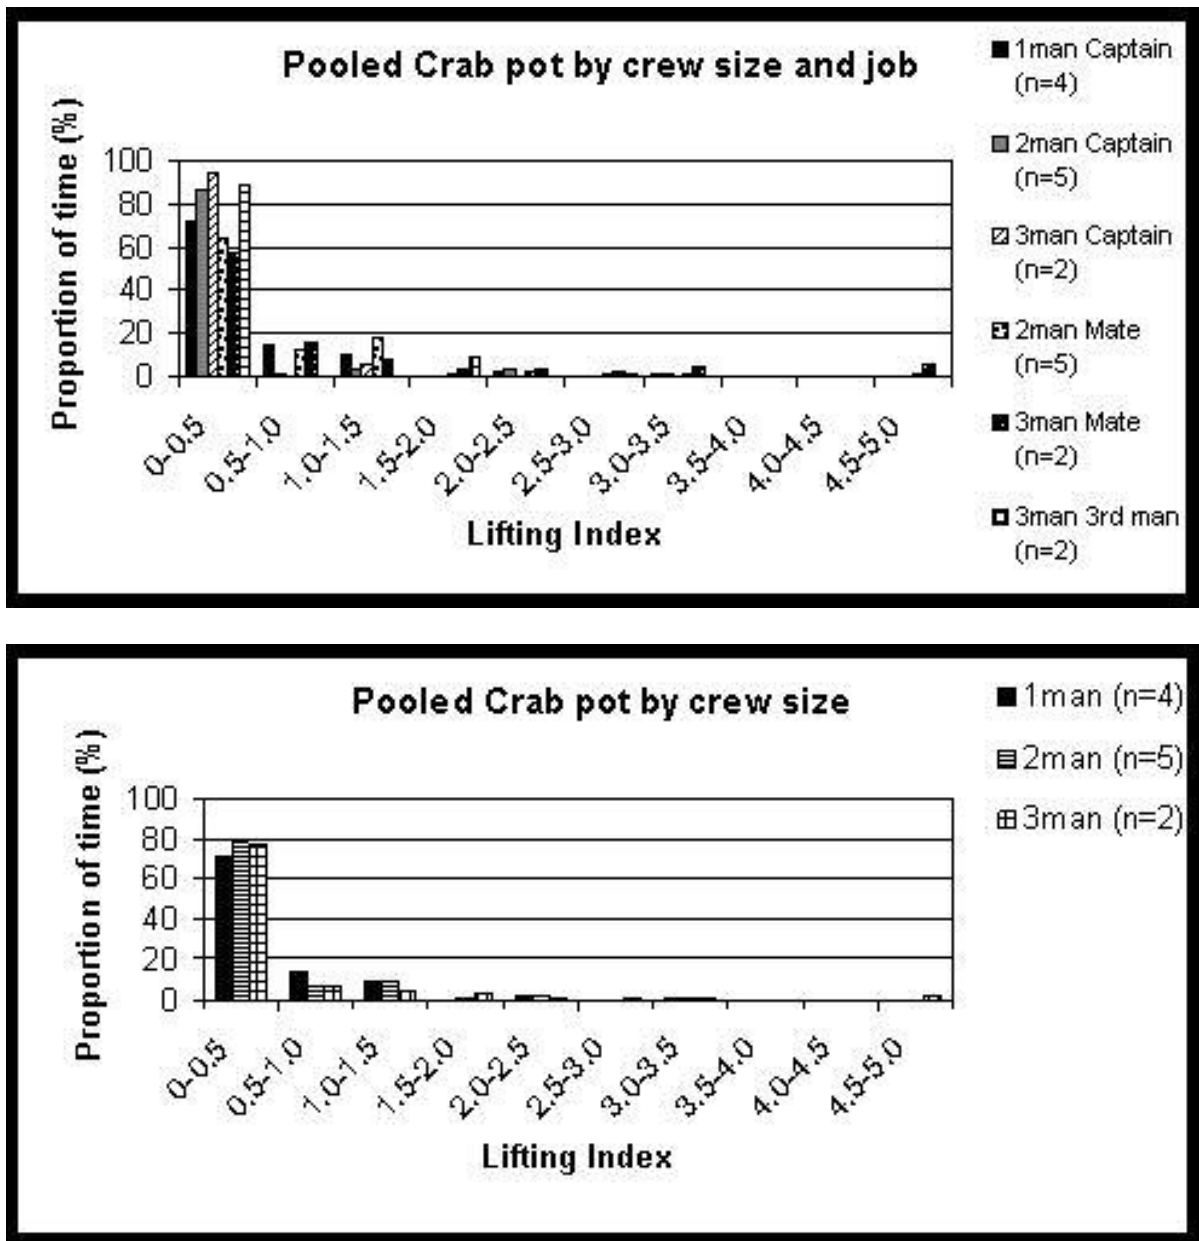 Pooled Crab pot by crew size and job
Proportion of time (%)
100
80
60
40
20
0
0-0.5
0.5-1.0
1.0-1.5
1.5-2.0
2.0-2.5
2.5-3.0
3.0-3.5
3.5-4.0
4.0-4.5
4.5-5.0
Lifting Index
1man Captain
(n=4)
2man Captain
(n=5)
3man Captain
(n=2)
2man Mate
(n=5)
3man Mate
(n=2)
3man 3rd man
(n=2)
Pooled Crab pot by crew size
Proportion of time (%)
100
80
60
40
20
0
0-0.5
0.5-1.0
1.0-1.5
1.5-2.0
2.0-2.5
2.5-3.0
3.0-3.5
3.5-4.0
4.0-4.5
4.5-5.0
Lifting Index
1man (n=4)
2man (n=5)
3man (n=2)